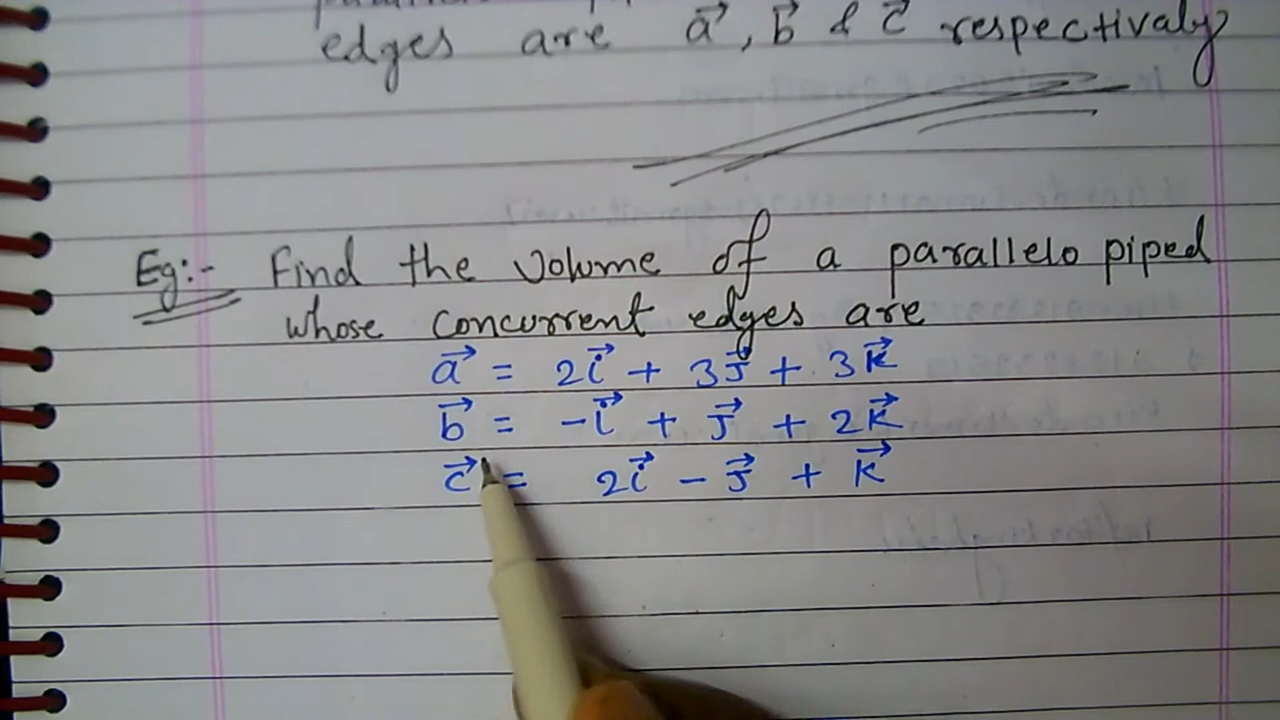 edges are a⃗, b⃗ & c⃗ respectivaly
Eg:- Find the volume of a parallelo piped
whose concurrent edges are
a⃗ = 2i⃗ + 3j⃗ + 3k⃗
b⃗ = -i⃗ + j⃗ + 2k⃗
c⃗ = 2i⃗ - j⃗ + k⃗